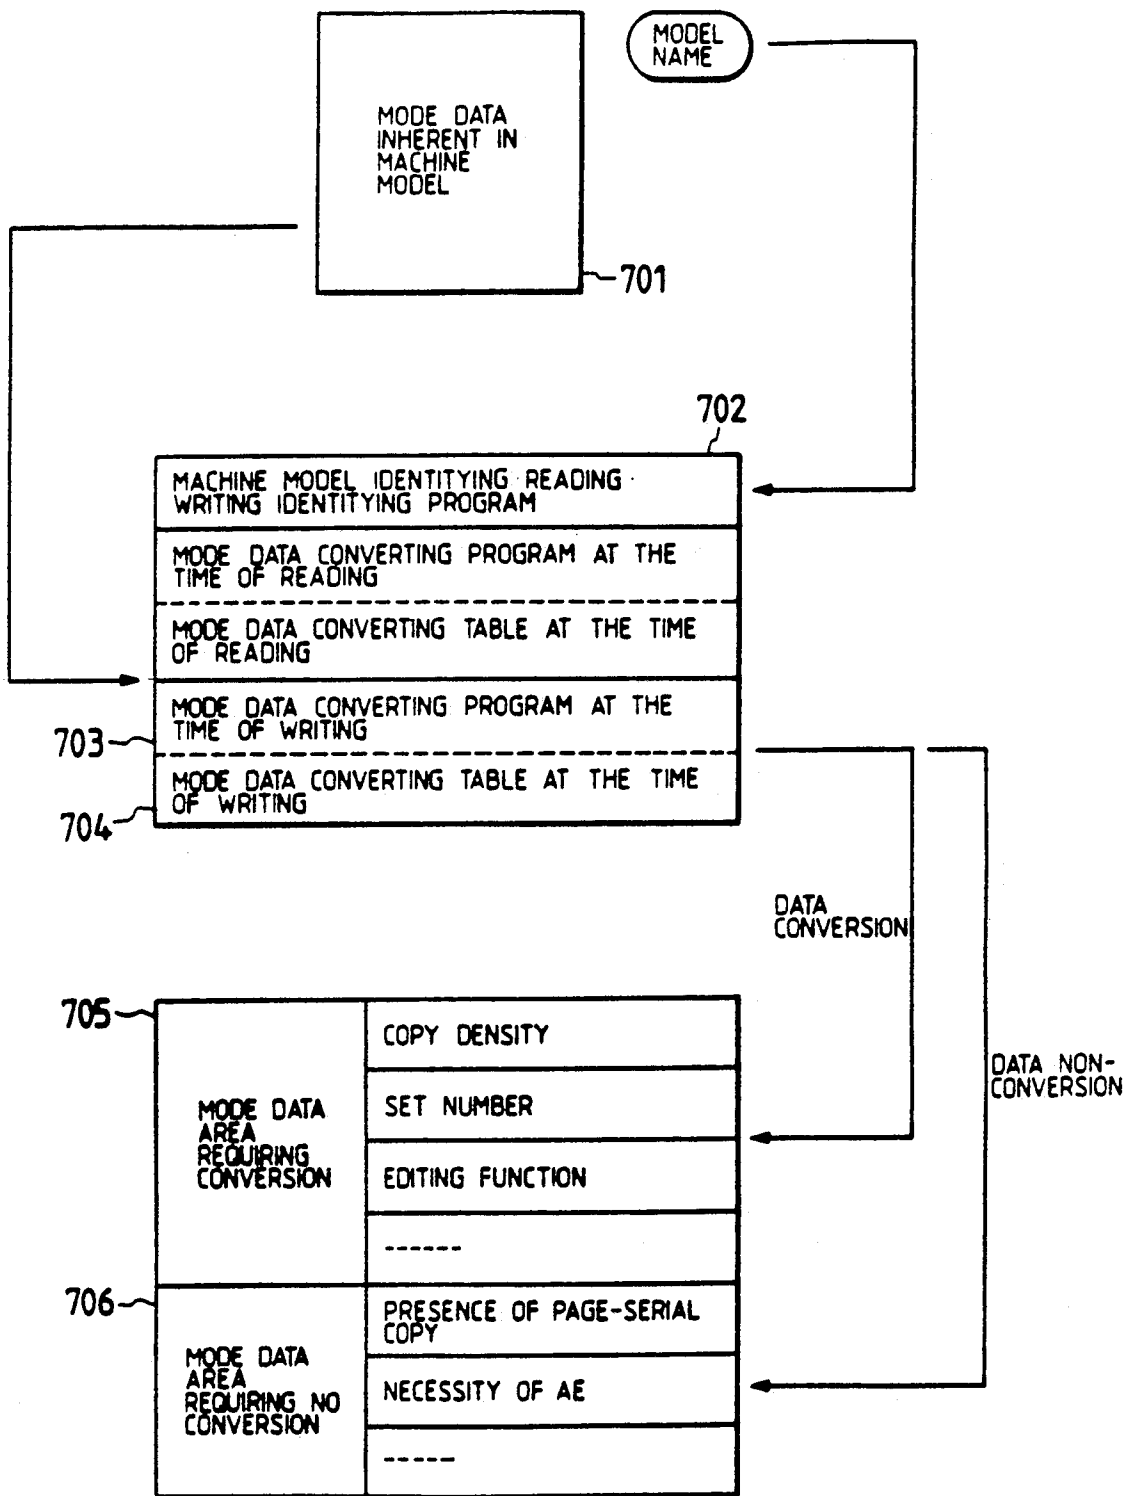 MODE DATA
INHERENT IN
MACHINE
MODEL
MODEL
NAME
701
702
MACHINE MODEL IDENTITYING READING
WRITING IDENTITYING PROGRAM
MODE DATA CONVERTING PROGRAM AT THE
TIME OF READING
MODE DATA CONVERTING TABLE AT THE TIME
OF READING
MODE DATA CONVERTING PROGRAM AT THE
TIME OF WRITING
703
MODE DATA CONVERTING TABLE AT THE TIME
OF WRITING
704
DATA
CONVERSION
DATA NON-
CONVERSION
705
MODE DATA
AREA
REQUIRING
CONVERSION
COPY DENSITY
SET NUMBER
EDITING FUNCTION
------
706
MODE DATA
AREA
REQUIRING NO
CONVERSION
PRESENCE OF PAGE-SERIAL
COPY
NECESSITY OF AE
-----